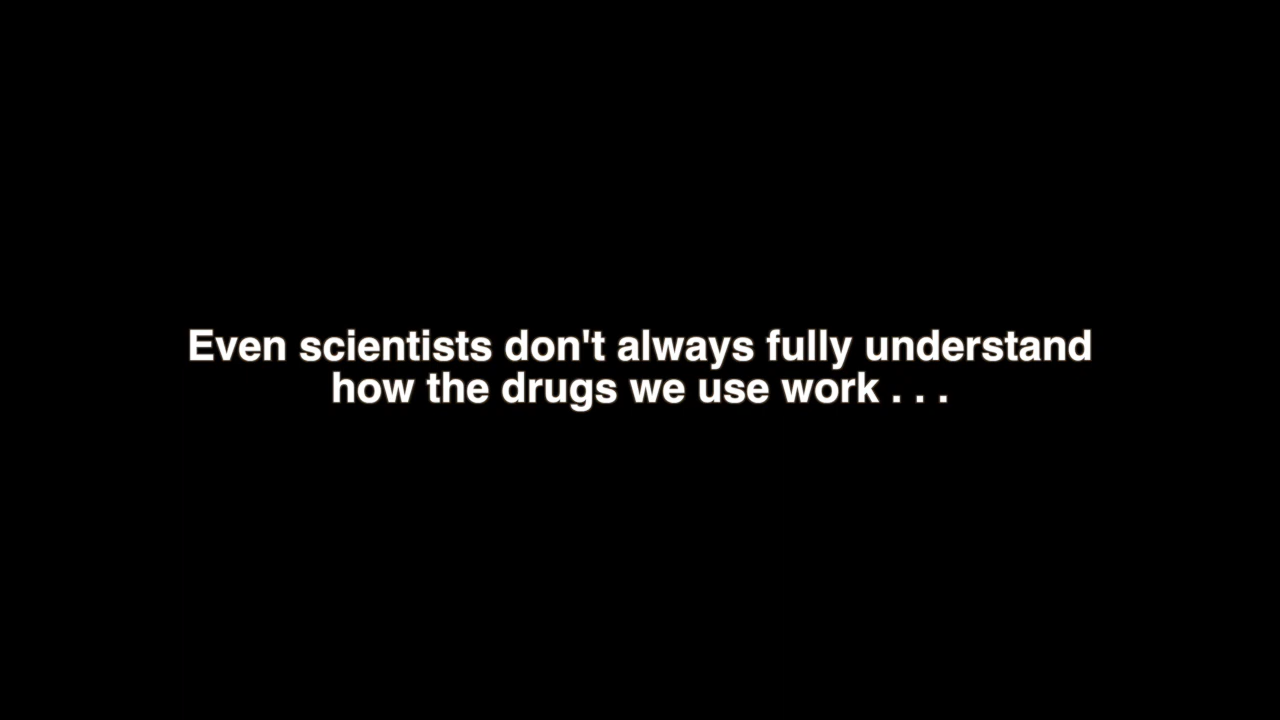 Even scientists don't always fully understand
how the drugs we use work . . .